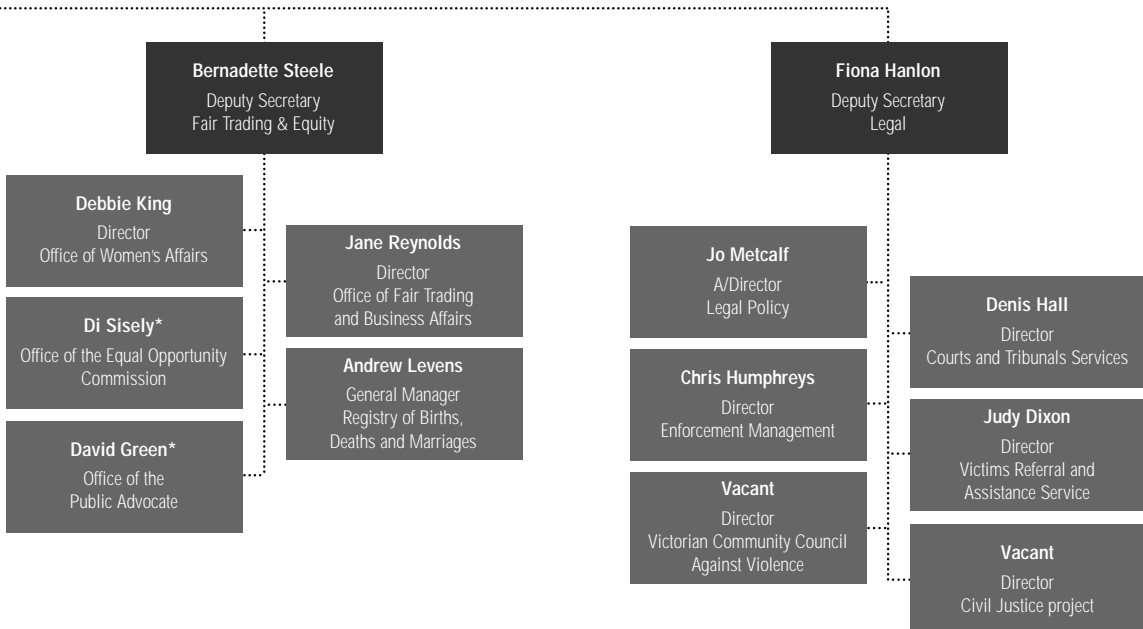 Bernadette Steele
Deputy Secretary
Fair Trading & Equity
Debbie King
Director
Office of Women's Affairs
Jane Reynolds
Director
Office of Fair Trading
and Business Affairs
Di Sisely*
Office of the Equal Opportunity
Commission
Andrew Levens
General Manager
Registry of Births,
Deaths and Marriages
David Green*
Office of the
Public Advocate
Fiona Hanlon
Deputy Secretary
Legal
Jo Metcalf
A/Director
Legal Policy
Denis Hall
Director
Courts and Tribunals Services
Chris Humphreys
Director
Enforcement Management
Judy Dixon
Director
Victims Referral and
Assistance Service
Vacant
Director
Victorian Community Council
Against Violence
Vacant
Director
Civil Justice project